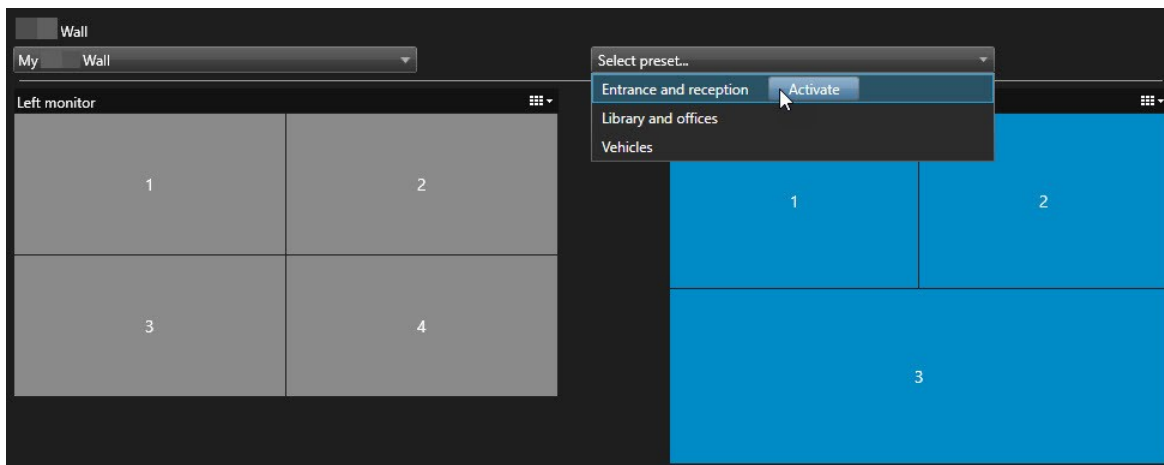 Wall
My Wall
Select preset...
Entrance and reception Activate
Library and offices
Vehicles
Left monitor
1 2
3 4
1 2
3